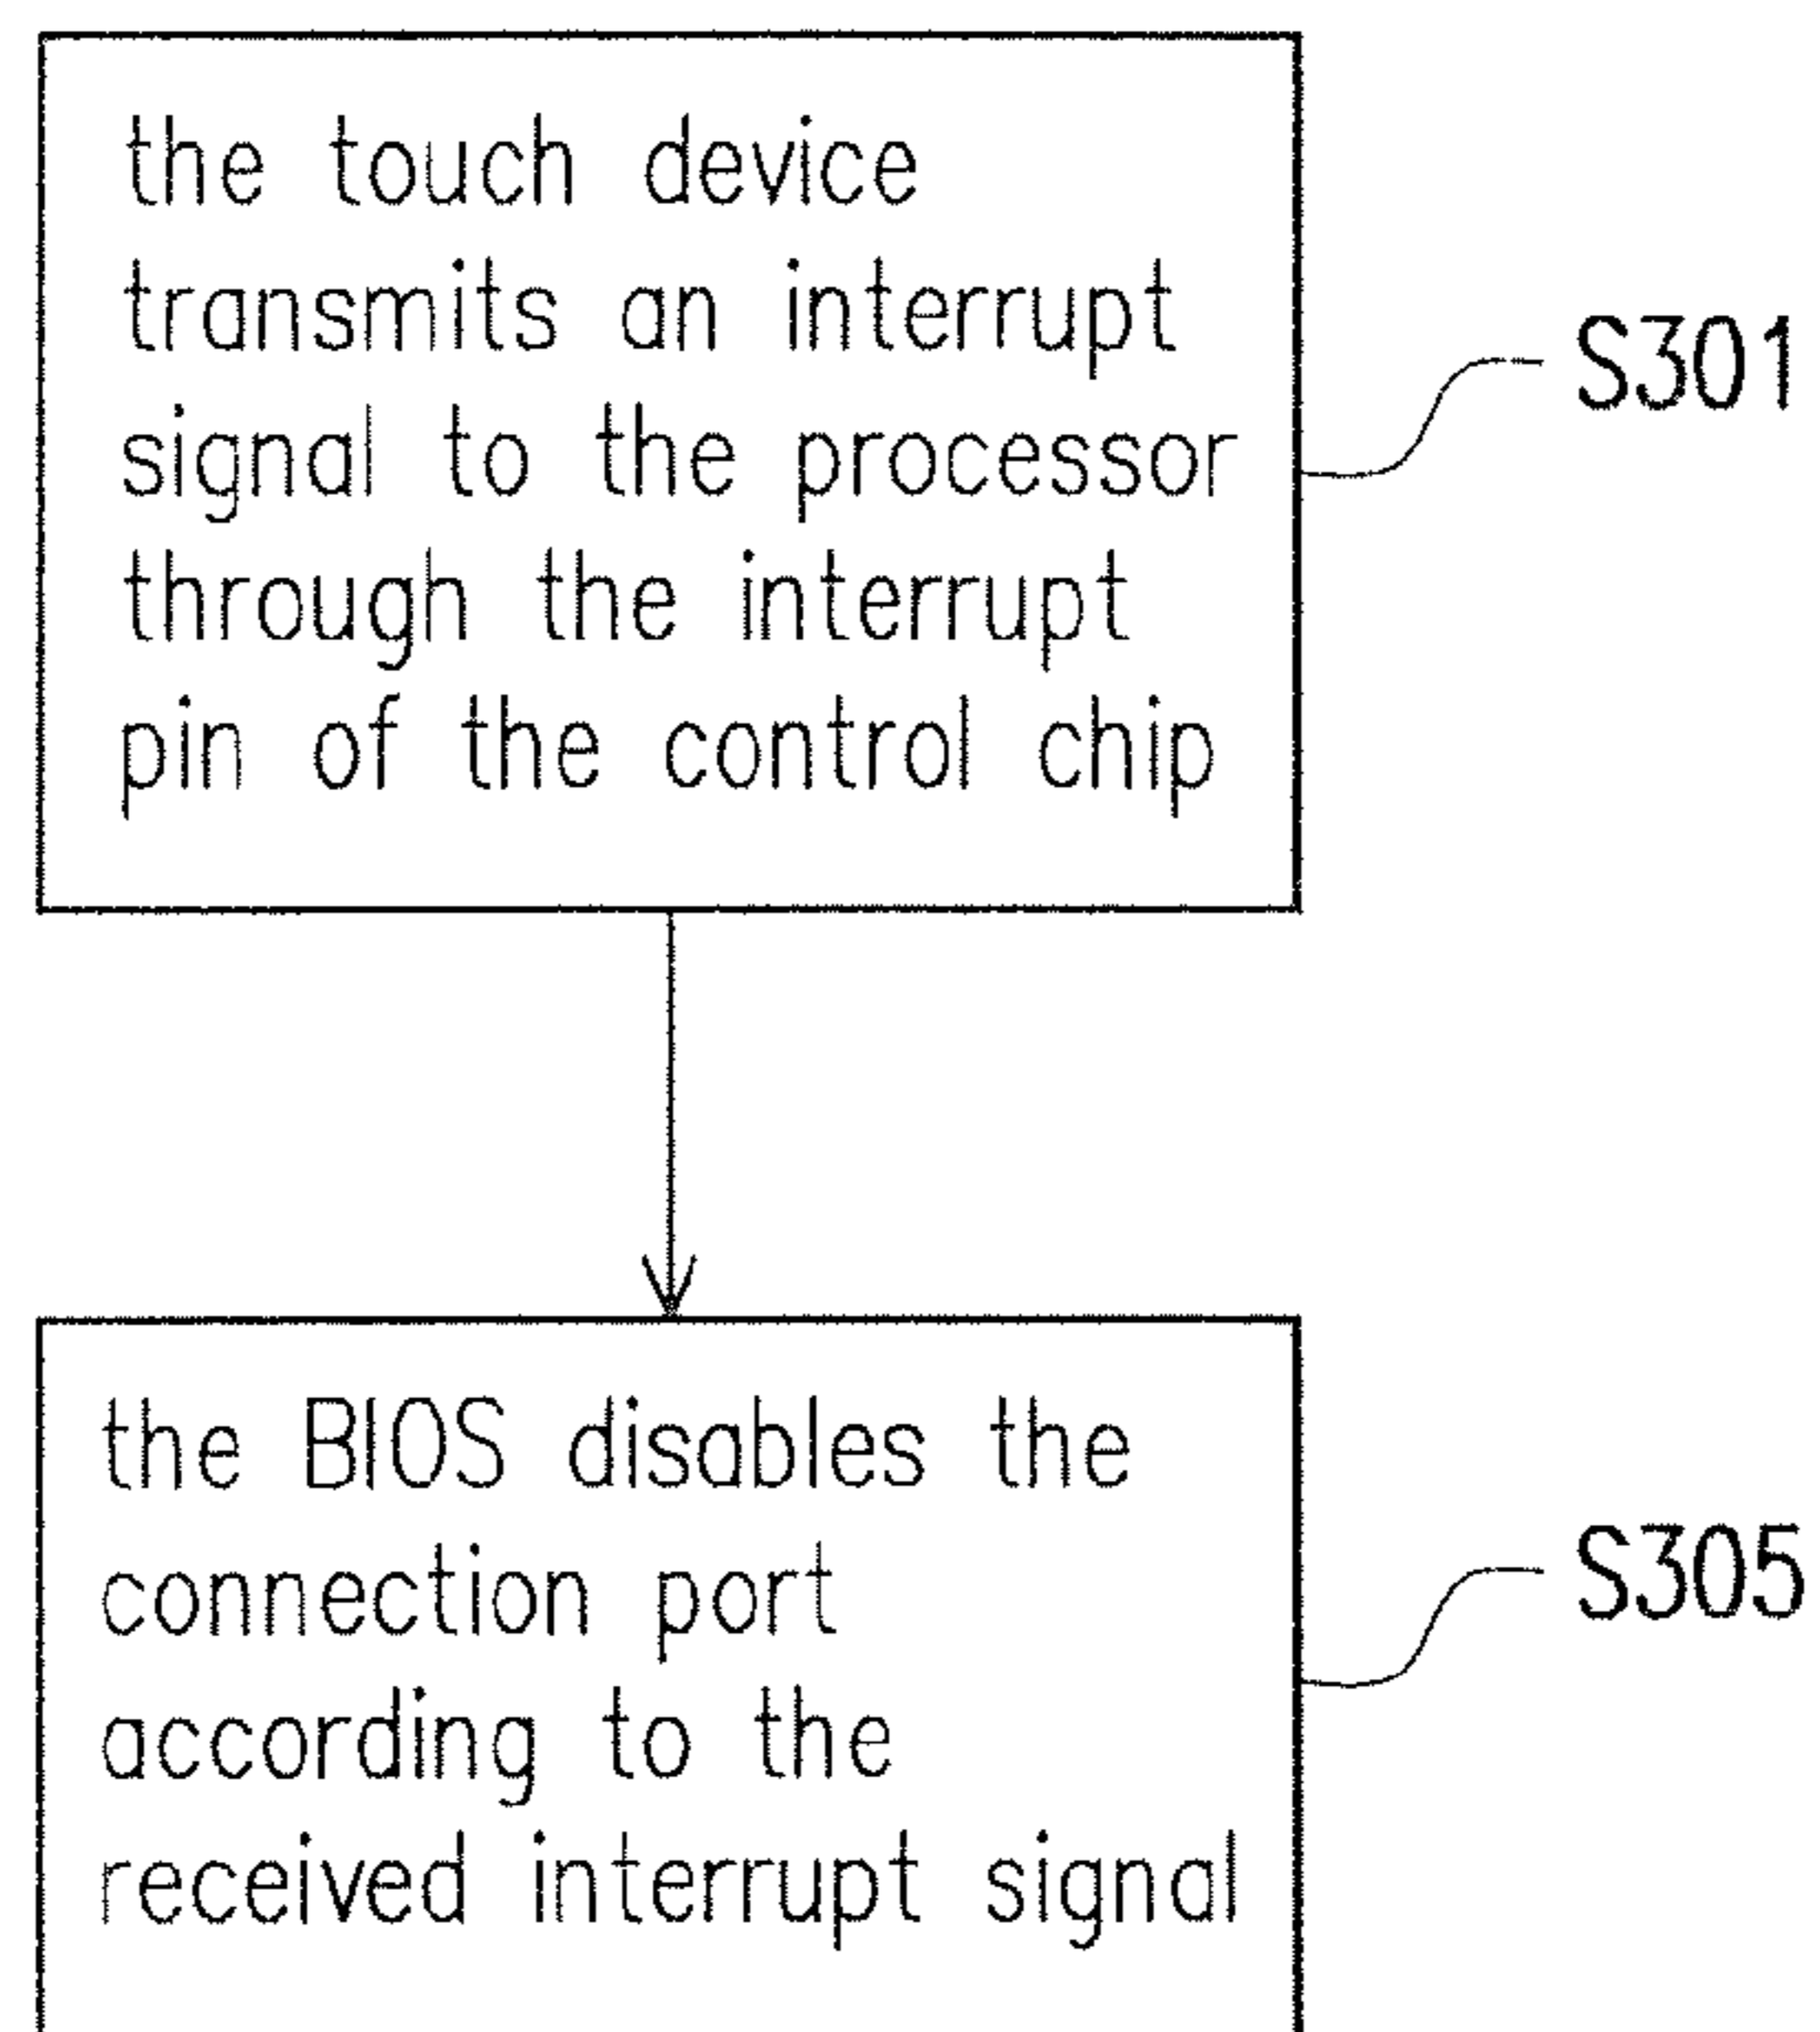 the touch device
transmits an interrupt
signal to the processor
through the interrupt
pin of the control chip
S301
the BIOS disables the
connection port
according to the
received interrupt signal
S305